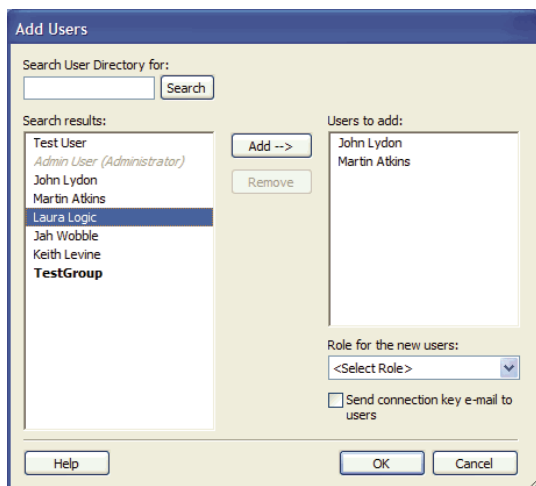 Add Users
Search User Directory for:
Search
Search results:
Test User
Admin User (Administrator)
John Lydon
Martin Atkins
Laura Logic
Jah Wobble
Keith Levine
TestGroup
Add -->
Remove
Users to add:
John Lydon
Martin Atkins
Role for the new users:
<Select Role>
Send connection key e-mail to
users
Help
OK
Cancel